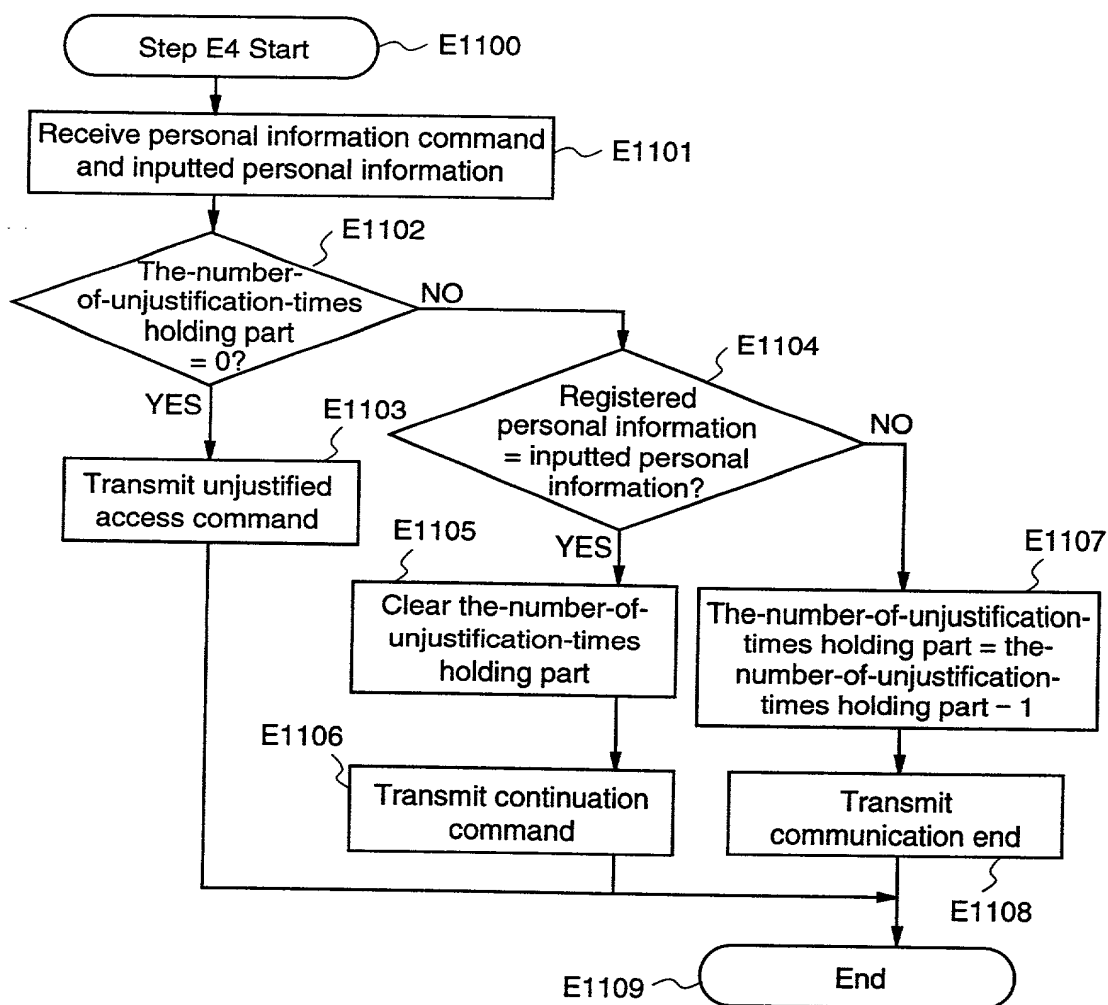 Step E4 Start
E1100
Receive personal information command
and inputted personal information
E1101
E1102
The-number-
of-unjustification-times
holding part
= 0?
NO
YES
E1103
Transmit unjustified
access command
E1104
Registered
personal information
= inputted personal
information?
NO
YES
E1105
Clear the-number-of-
unjustification-times
holding part
E1106
Transmit continuation
command
E1107
The-number-of-unjustification-
times holding part = the-
number-of-unjustification-
times holding part – 1
Transmit
communication end
E1108
End
E1109